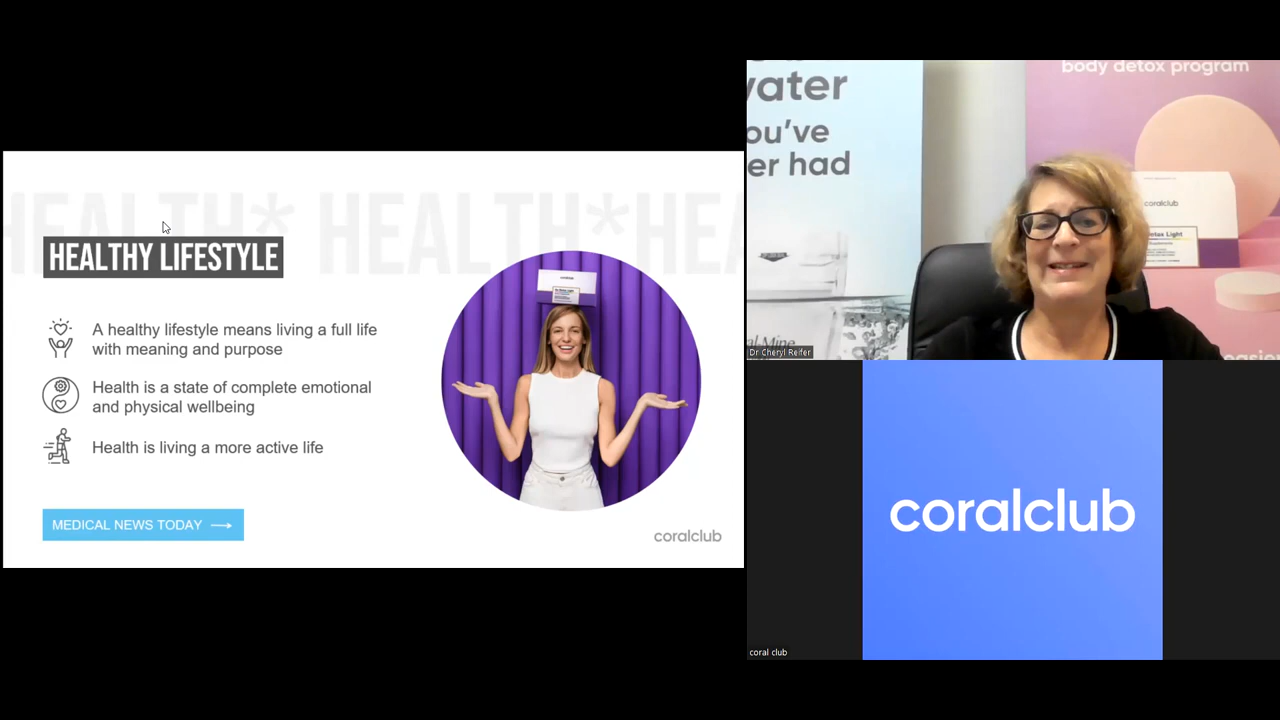 HEALTH* HEALTH*HEA
HEALTHY LIFESTYLE
A healthy lifestyle means living a full life
with meaning and purpose
Health is a state of complete emotional
and physical wellbeing
Health is living a more active life
MEDICAL NEWS TODAY
coralclub
vater
ou've
er had
body detox program
coralclub
Light
easier
Dr Cheryl Reifer
coralclub
coral club